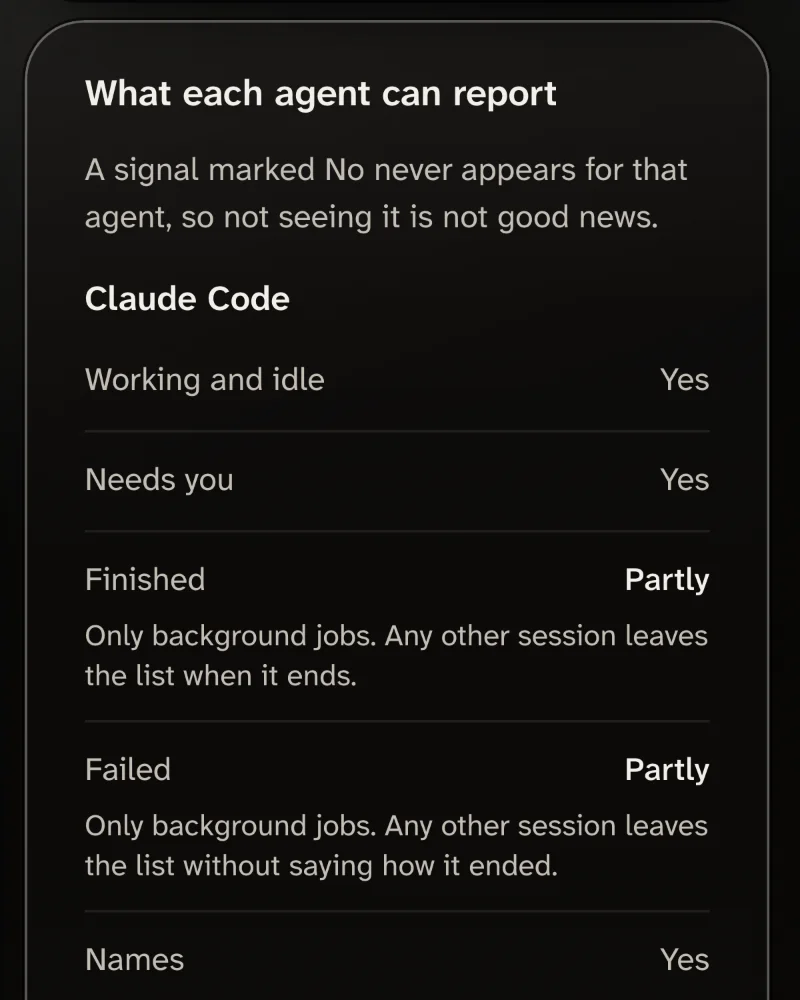 What each agent can report
A signal marked No never appears for that
agent, so not seeing it is not good news.
Claude Code
Working and idle Yes
Needs you Yes
Finished Partly
Only background jobs. Any other session leaves
the list when it ends.
Failed Partly
Only background jobs. Any other session leaves
the list without saying how it ended.
Names Yes